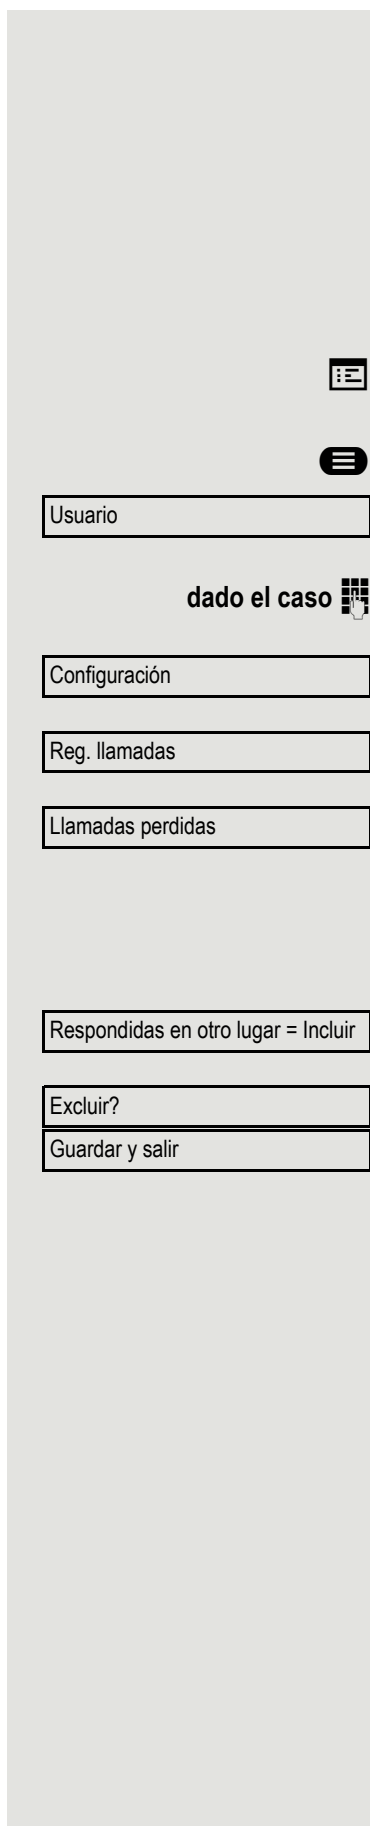 Usuario
dado el caso
Configuración
Reg. llamadas
Llamadas perdidas
Respondidas en otro lugar = Incluir
Excluir?
Guardar y salir